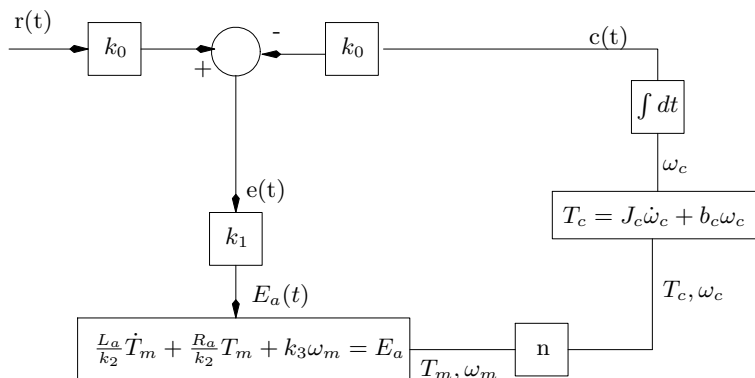 r(t)
k₀
+
-
k₀
c(t)
∫ dt
ω_c
T_c = J_c ω̇_c + b_c ω_c
T_c, ω_c
e(t)
k₁
E_a(t)
L_a/k₂ Ṫ_m + R_a/k₂ T_m + k₃ω_m = E_a
T_m, ω_m
n